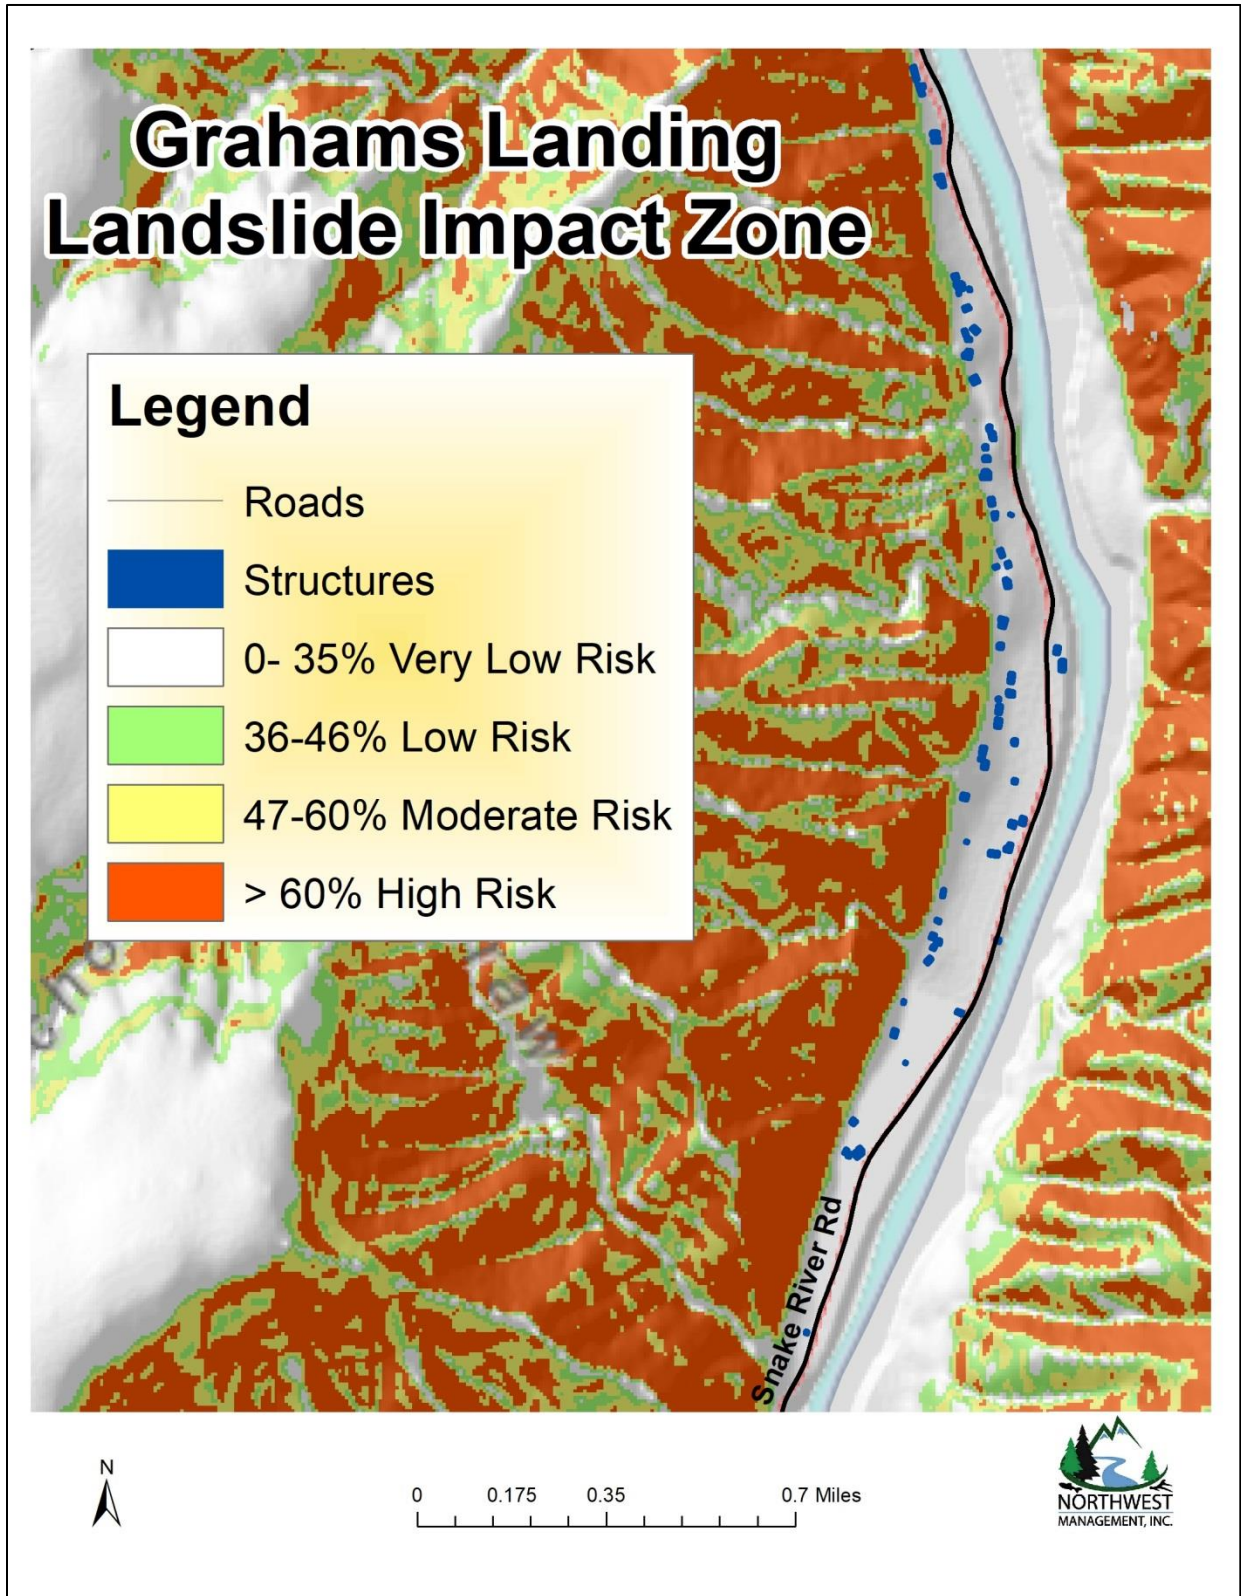 Grahams Landing
Landslide Impact Zone
Legend
Roads
Structures
0- 35% Very Low Risk
36-46% Low Risk
47-60% Moderate Risk
> 60% High Risk
Snake River Rd
N
0 0.175 0.35 0.7 Miles
NORTHWEST
MANAGEMENT, INC.